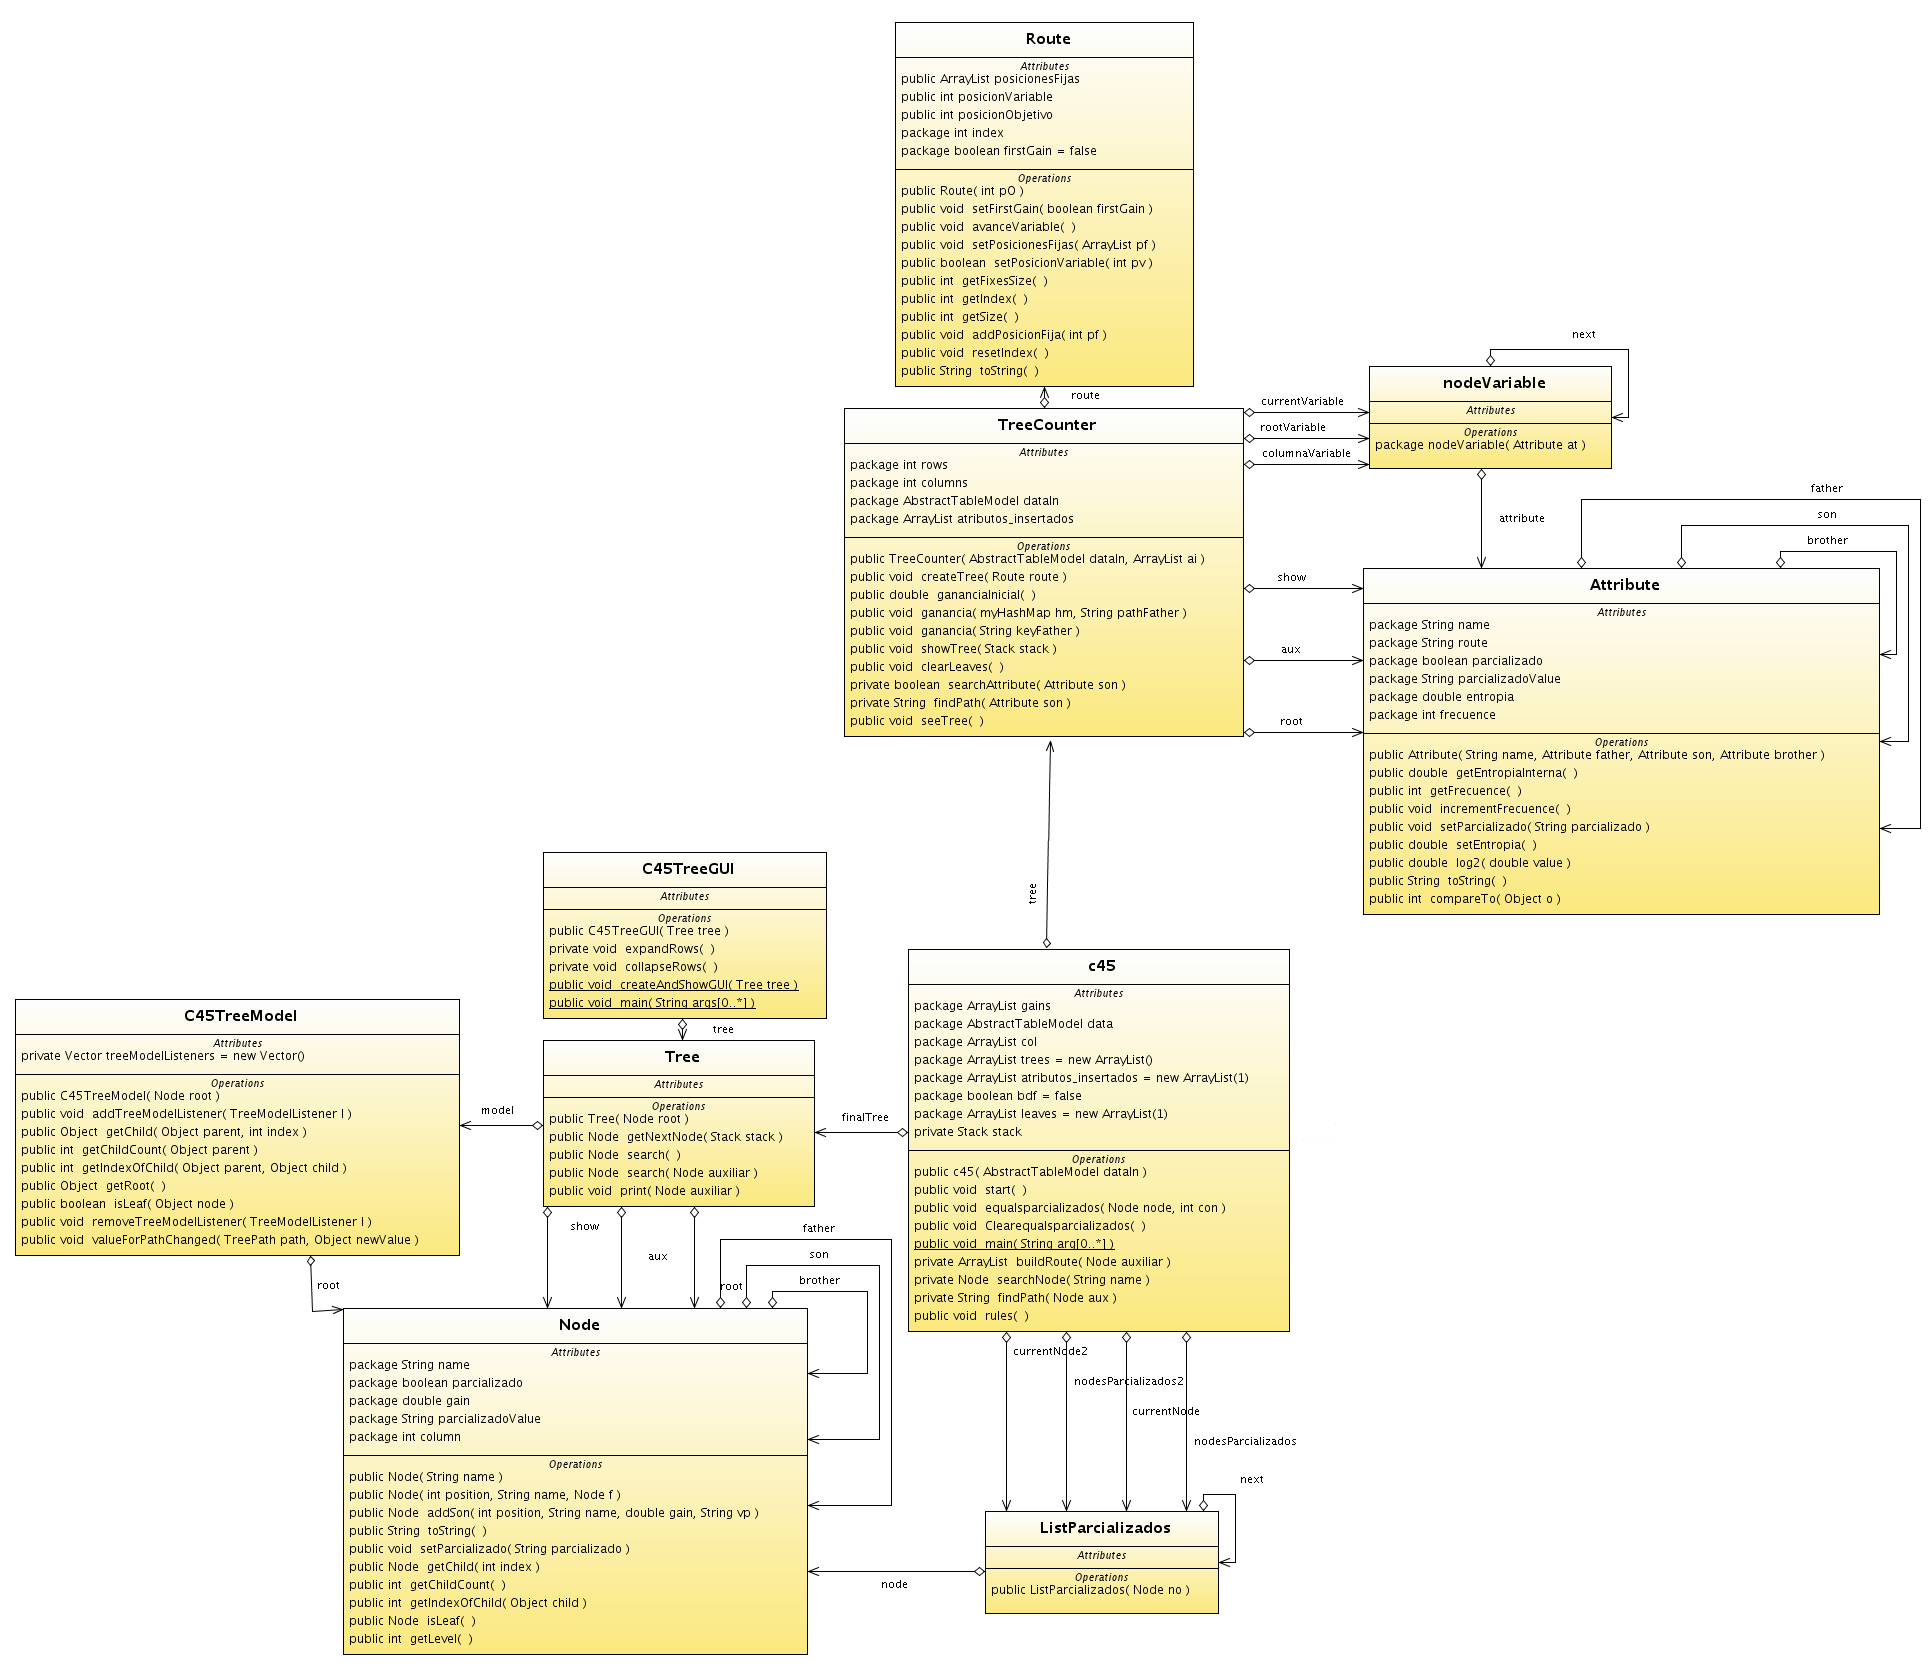 Route
Attributes
public ArrayList posicionesFijas
public int posicionVariable
public int posicionObjetivo
package int index
package boolean firstGain = false
Operations
public Route( int pO )
public void  setFirstGain( boolean firstGain )
public void  avanceVariable(  )
public void  setPosicionesFijas( ArrayList pf )
public boolean  setPosicionVariable( int pv )
public int  getFixesSize(  )
public int  getIndex(  )
public int  getSize(  )
public void  addPosicionFija( int pf )
public void  resetIndex(  )
public String  toString(  )
route
TreeCounter
Attributes
package int rows
package int columns
package AbstractTableModel dataIn
package ArrayList atributos_insertados
Operations
public TreeCounter( AbstractTableModel dataIn, ArrayList ai )
public void  createTree( Route route )
public double  gananciaInicial(  )
public void  ganancia( myHashMap hm, String pathFather )
public void  ganancia( String keyFather )
public void  showTree( Stack stack )
public void  clearLeaves(  )
private boolean  searchAttribute( Attribute son )
private String  findPath( Attribute son )
public void  seeTree(  )
currentVariable
rootVariable
columnaVariable
next
nodeVariable
Attributes
Operations
package nodeVariable( Attribute at )
attribute
father
son
brother
show
aux
root
Attribute
Attributes
package String name
package String route
package boolean parcializado
package String parcializadoValue
package double entropia
package int frecuence
Operations
public Attribute( String name, Attribute father, Attribute son, Attribute brother )
public double  getEntropiaInterna(  )
public int  getFrecuence(  )
public void  incrementFrecuence(  )
public void  setParcializado( String parcializado )
public double  setEntropia(  )
public double  log2( double value )
public String  toString(  )
public int  compareTo( Object o )
tree
C45TreeGUI
Attributes
Operations
public C45TreeGUI( Tree tree )
private void  expandRows(  )
private void  collapseRows(  )
public void  createAndShowGUI( Tree tree )
public void  main( String args[0..*] )
tree
C45TreeModel
Attributes
private Vector treeModelListeners = new Vector()
Operations
public C45TreeModel( Node root )
public void  addTreeModelListener( TreeModelListener l )
public Object  getChild( Object parent, int index )
public int  getChildCount( Object parent )
public int  getIndexOfChild( Object parent, Object child )
public Object  getRoot(  )
public boolean  isLeaf( Object node )
public void  removeTreeModelListener( TreeModelListener l )
public void  valueForPathChanged( TreePath path, Object newValue )
model
root
Tree
Attributes
Operations
public Tree( Node root )
public Node  getNextNode( Stack stack )
public Node  search(  )
public Node  search( Node auxiliar )
public void  print( Node auxiliar )
finalTree
show
aux
root
father
son
brother
c45
Attributes
package ArrayList gains
package AbstractTableModel data
package ArrayList col
package ArrayList trees = new ArrayList()
package ArrayList atributos_insertados = new ArrayList(1)
package boolean bdf = false
package ArrayList leaves = new ArrayList(1)
private Stack stack
Operations
public c45( AbstractTableModel dataIn )
public void  start(  )
public void  equalsparcializados( Node node, int con )
public void  Clearequalsparcializados(  )
public void  main( String arg[0..*] )
private ArrayList  buildRoute( Node auxiliar )
private Node  searchNode( String name )
private String  findPath( Node aux )
public void  rules(  )
currentNode2
nodesParcializados2
currentNode
nodesParcializados
next
Node
Attributes
package String name
package boolean parcializado
package double gain
package String parcializadoValue
package int column
Operations
public Node( String name )
public Node( int position, String name, Node f )
public Node  addSon( int position, String name, double gain, String vp )
public String  toString(  )
public void  setParcializado( String parcializado )
public Node  getChild( int index )
public int  getChildCount(  )
public int  getIndexOfChild( Object child )
public Node  isLeaf(  )
public int  getLevel(  )
node
ListParcializados
Attributes
Operations
public ListParcializados( Node no )